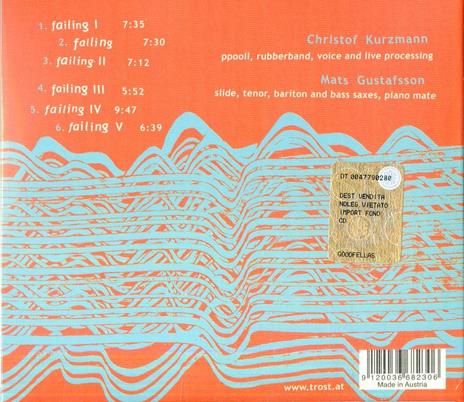 1. failing I 7:35
2. failing 7:30
3. failing II 7:12
4. failing III 5:52
5. failing IV 9:47
6. failing V 6:39
Christof Kurzmann
ppooll, rubberband, voice and live processing
Mats Gustafsson
slide, tenor, bariton and bass saxes, piano mate
DT 0047790280
DEST VENDITA
NOLEG VIETATO
IMPORT FONO
CD
GOODFELLAS
www.trost.at
9 120036 682306
Made in Austria